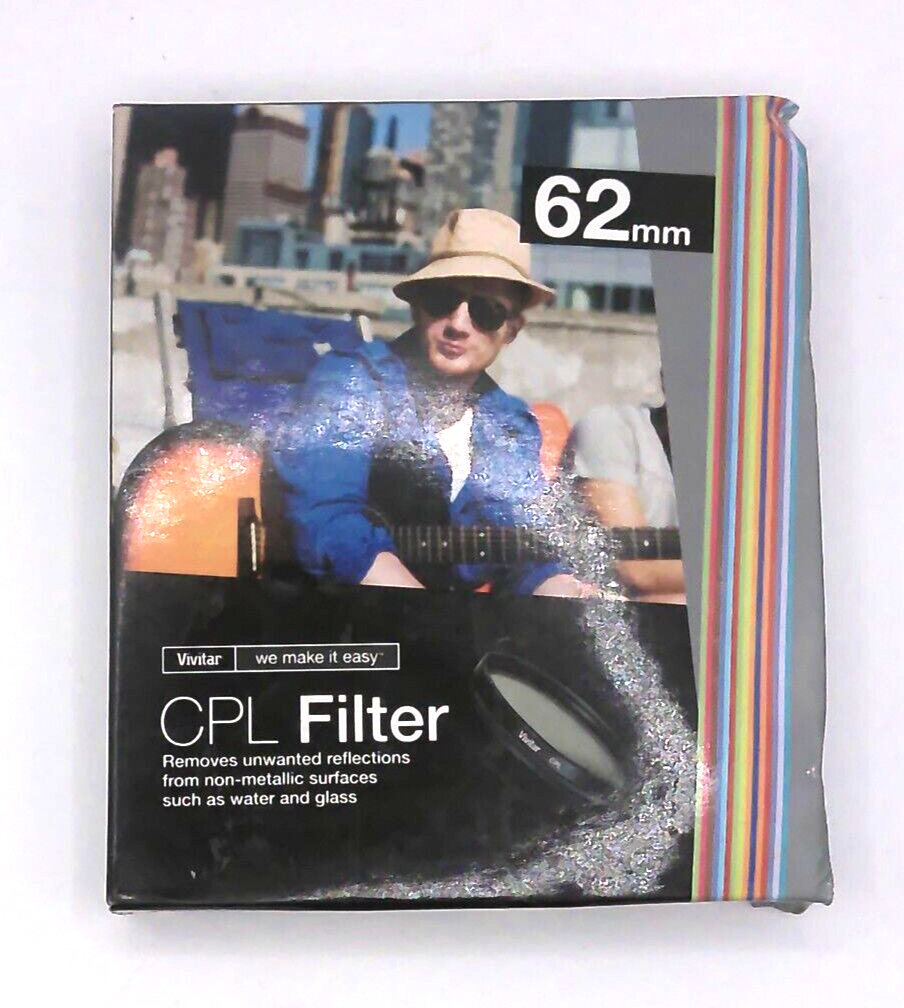 62mm
Vivitar we make it easy™
CPL Filter
Removes unwanted reflections
from non-metallic surfaces
such as water and glass
Vivitar CPL